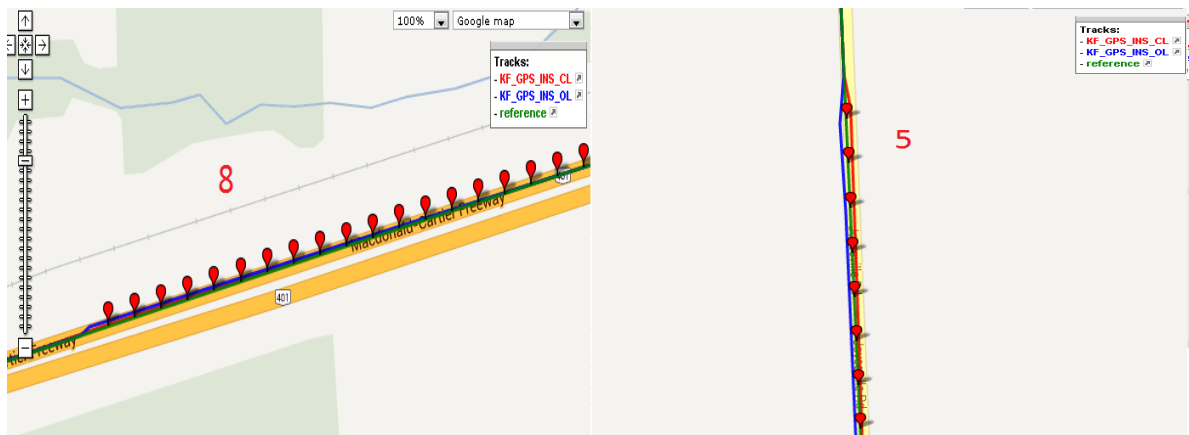 100%
Google map
Tracks:
- KF_GPS_INS_CL
- KF_GPS_INS_OL
- reference
8
401
Macdonald-Cartier Freeway
401
tier Freeway
Tracks:
- KF_GPS_INS_CL
- KF_GPS_INS_OL
- reference
5